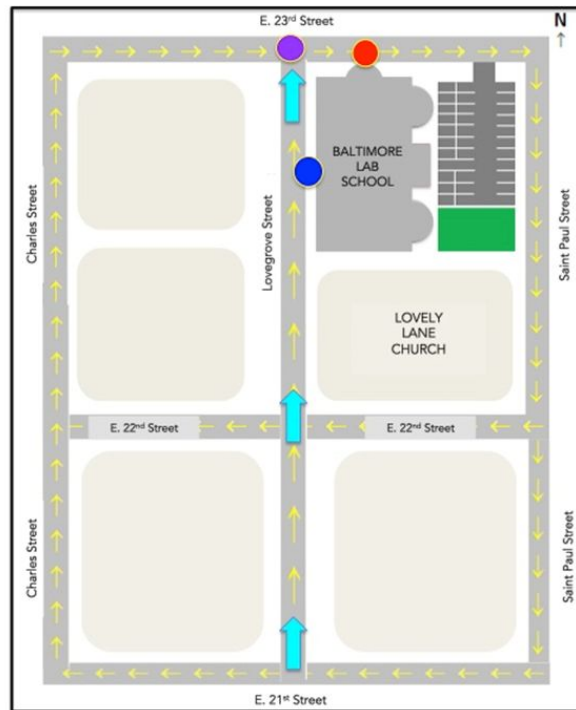 E. 23rd Street
N
BALTIMORE
LAB
SCHOOL
Charles Street
Lovegrove Street
Saint Paul Street
LOVELY
LANE
CHURCH
E. 22nd Street
E. 22nd Street
Charles Street
Saint Paul Street
E. 21st Street